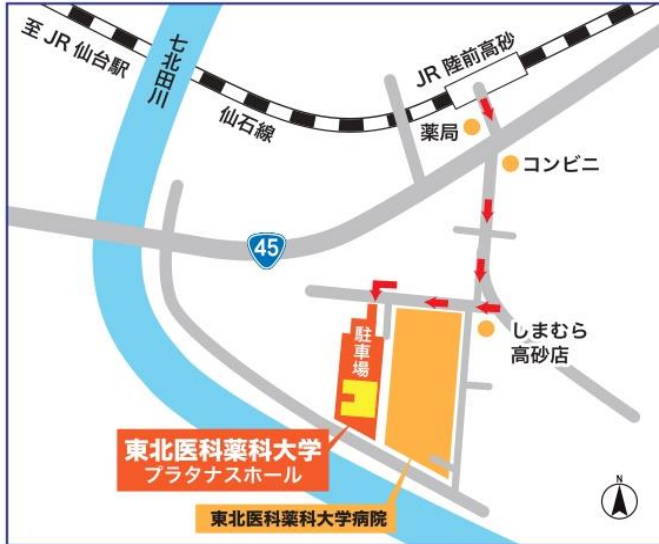 至 JR 仙台駅
七北田川
仙石線
JR 陸前高砂
薬局
コンビニ
45
しまむら
高砂店
駐車場
東北医科薬科大学
プラタナスホール
東北医科薬科大学病院
N